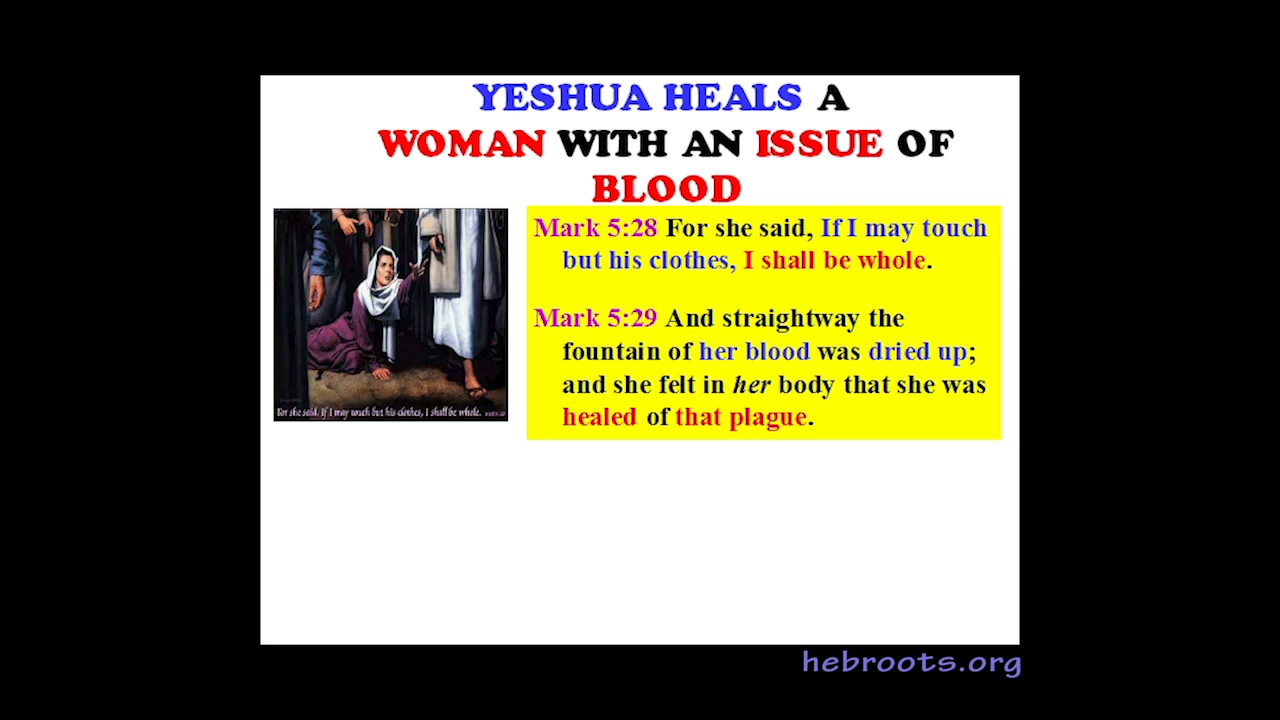 YESHUA HEALS A
WOMAN WITH AN ISSUE OF
BLOOD
Mark 5:28 For she said, If I may touch
but his clothes, I shall be whole.
Mark 5:29 And straightway the
fountain of her blood was dried up;
and she felt in her body that she was
healed of that plague.
For she said, If I may touch but his clothes, I shall be whole.
hebroots.org